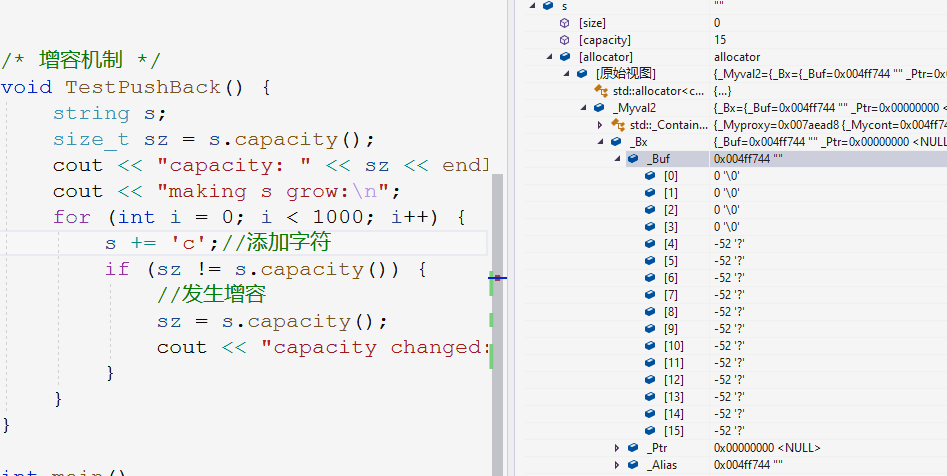 /* 增容机制 */
void TestPushBack() {
string s;
size_t sz = s.capacity();
cout << "capacity: " << sz << endl
cout << "making s grow:\n";
for (int i = 0; i < 1000; i++) {
s += 'c';//添加字符
if (sz != s.capacity()) {
//发生增容
sz = s.capacity();
cout << "capacity changed:
}
}
}
int main()
s ""
[size] 0
[capacity] 15
[allocator] allocator
[原始视图] {_Myval2={_Bx={_Buf=0x004ff744 "" _Ptr=0x0
std::allocator<c... {...}
_Myval2 {_Bx={_Buf=0x004ff744 "" _Ptr=0x00000000 <
std::_Contain... {_Myproxy=0x007aead8 {_Mycont=0x004ff74
_Bx {_Buf=0x004ff744 "" _Ptr=0x00000000 <NULL
_Buf 0x004ff744 ""
[0] 0 '\0'
[1] 0 '\0'
[2] 0 '\0'
[3] 0 '\0'
[4] -52 '?'
[5] -52 '?'
[6] -52 '?'
[7] -52 '?'
[8] -52 '?'
[9] -52 '?'
[10] -52 '?'
[11] -52 '?'
[12] -52 '?'
[13] -52 '?'
[14] -52 '?'
[15] -52 '?'
_Ptr 0x00000000 <NULL>
_Alias 0x004ff744 ""